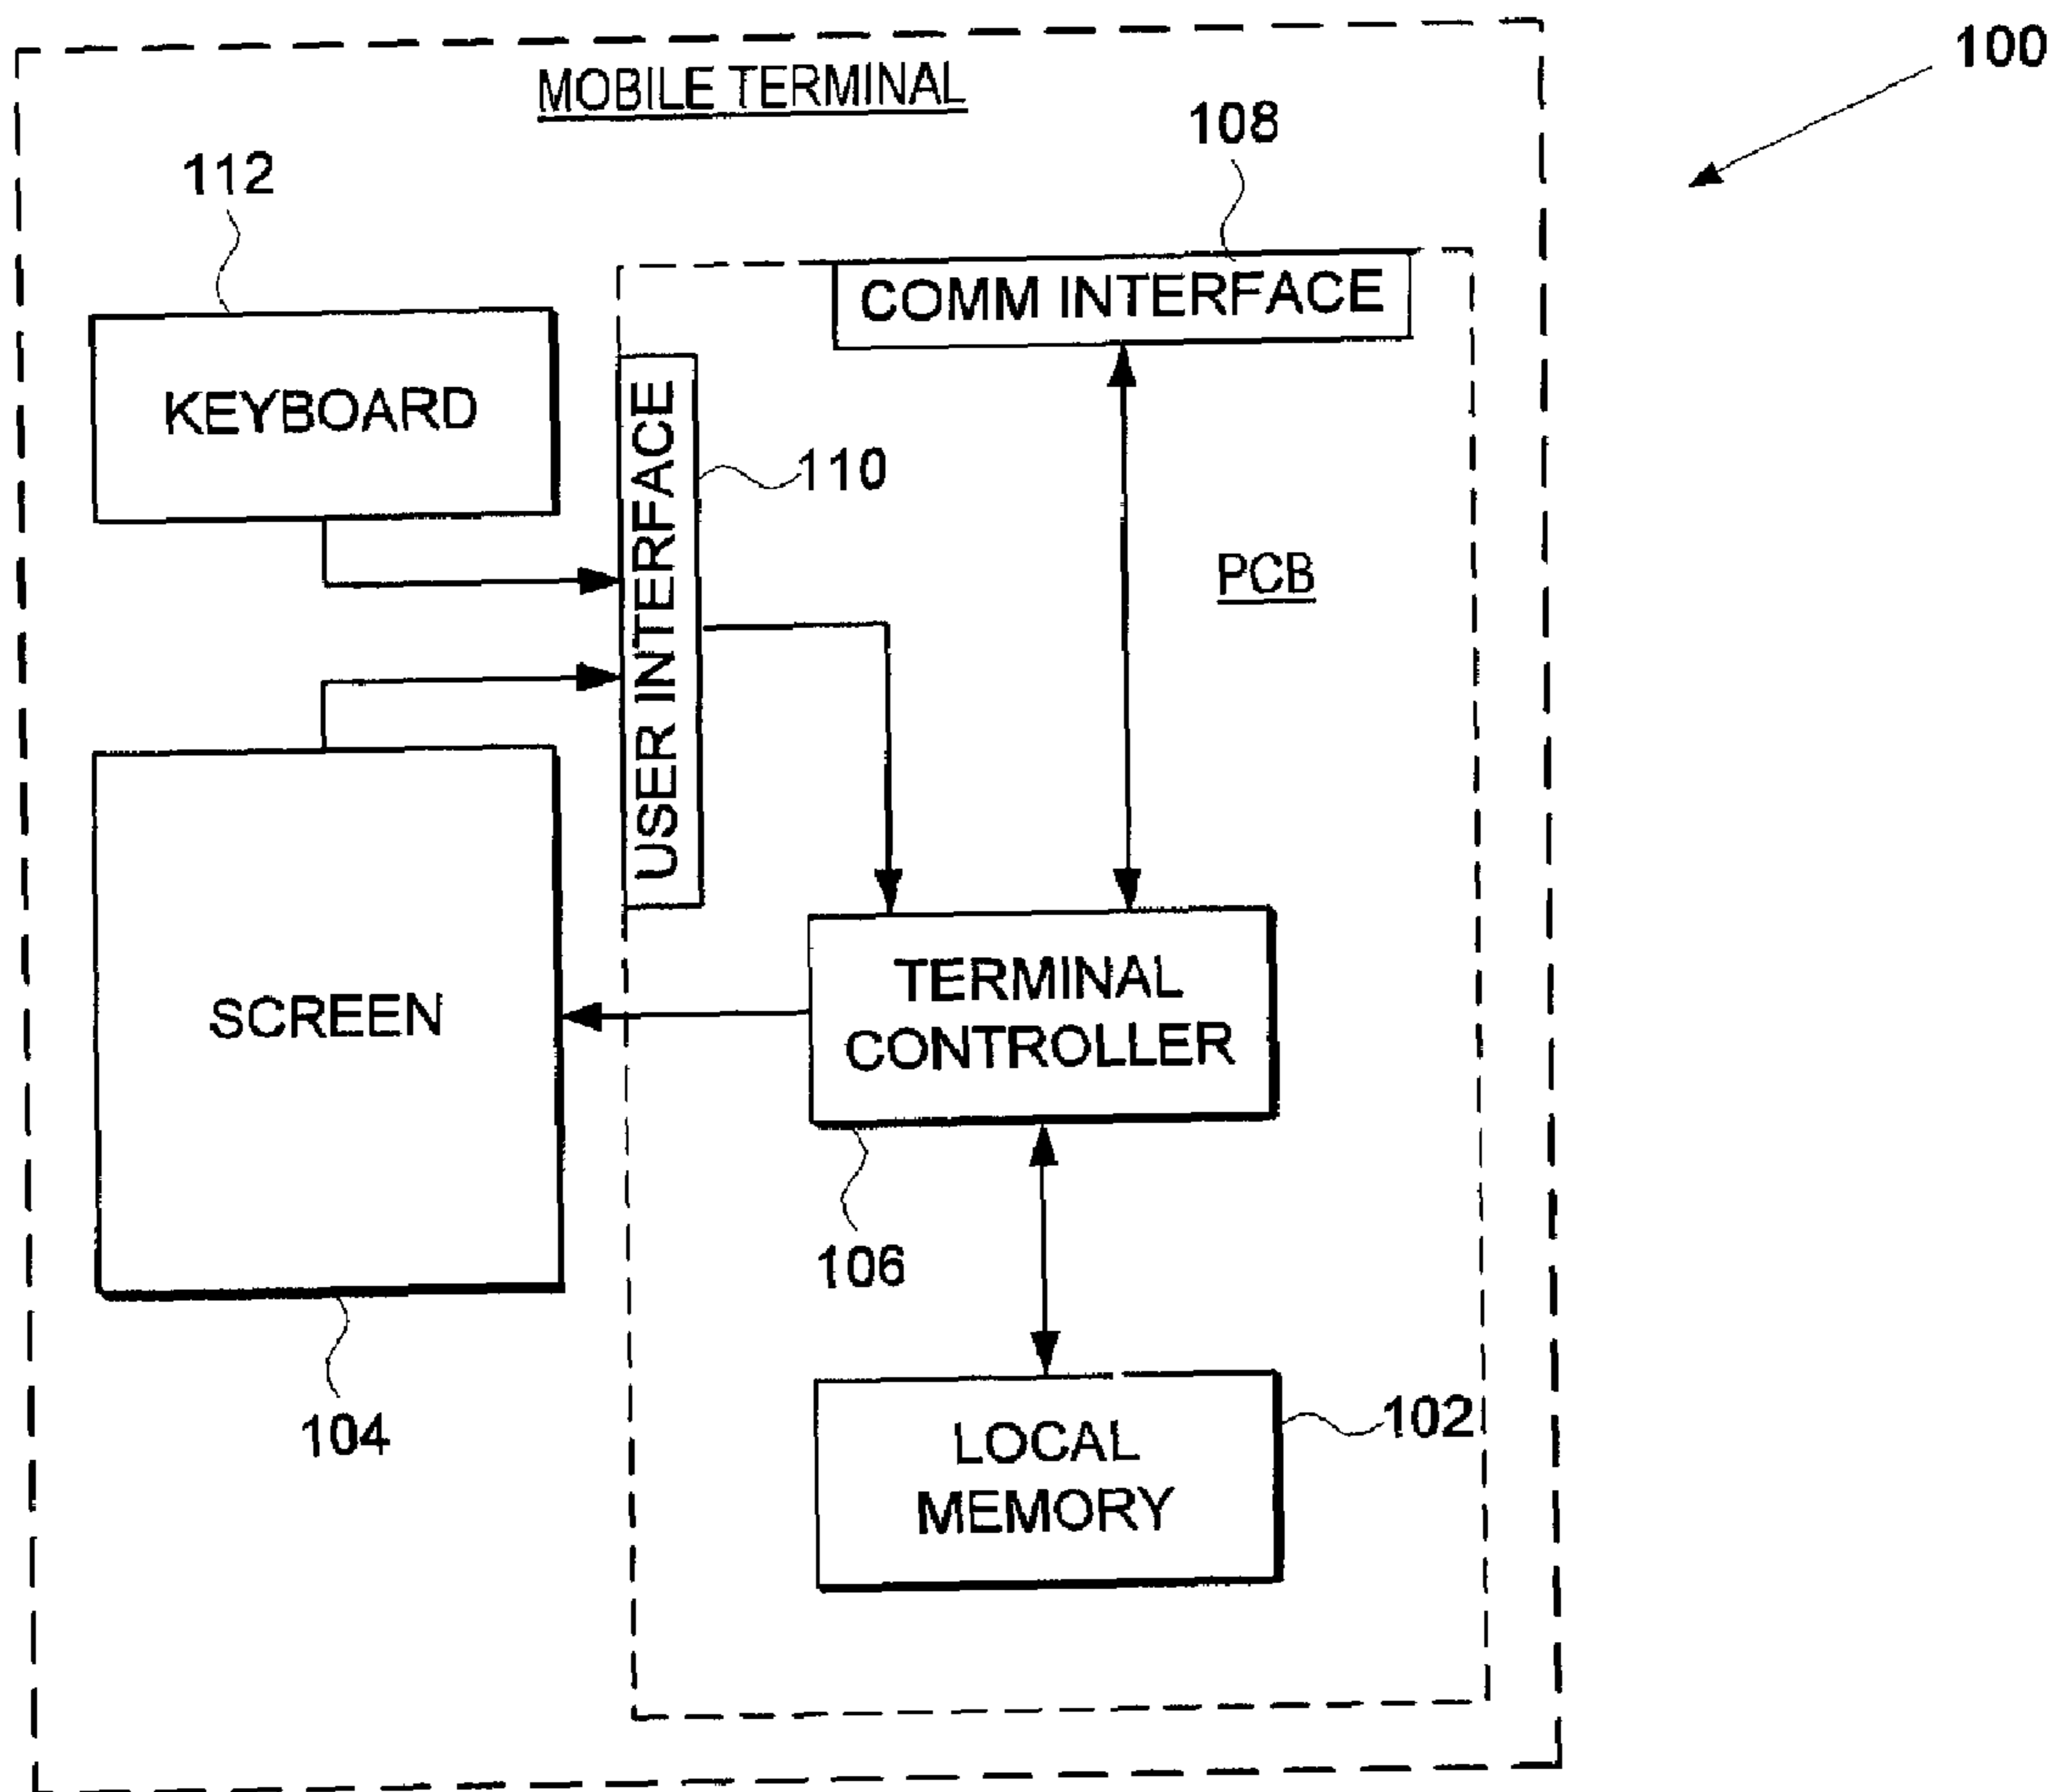 100
MOBILE TERMINAL
108
112
COMM INTERFACE
KEYBOARD
USER INTERFACE
110
PCB
TERMINAL
CONTROLLER
SCREEN
106
104
102
LOCAL
MEMORY